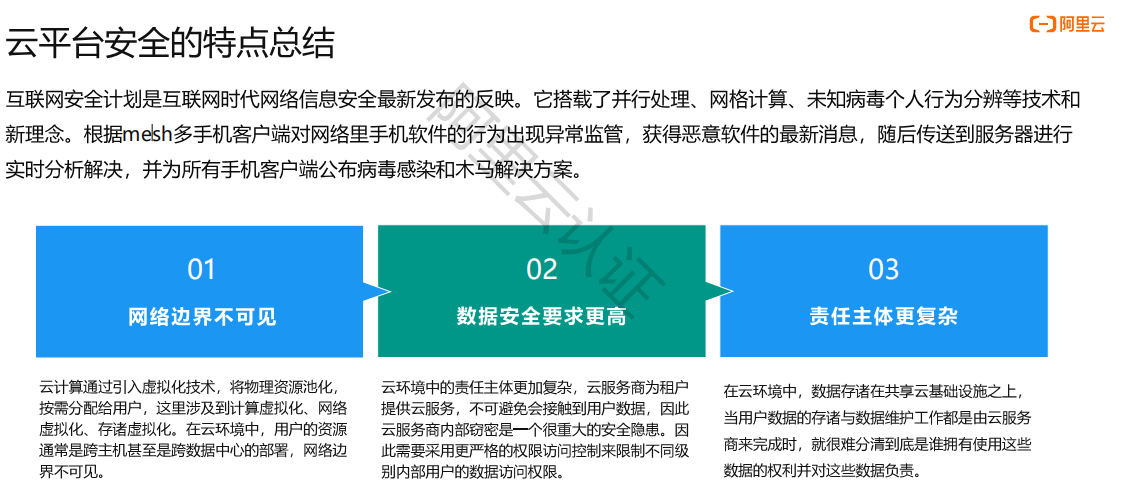 阿里云
云平台安全的特点总结
互联网安全计划是互联网时代网络信息安全最新发布的反映。它搭载了并行处理、网格计算、未知病毒个人行为分辨等技术和
新理念。根据mesh多手机客户端对网络里手机软件的行为出现异常监管，获得恶意软件的最新消息，随后传送到服务器进行
实时分析解决，并为所有手机客户端公布病毒感染和木马解决方案。
阿里云认证
01
网络边界不可见
02
数据安全要求更高
03
责任主体更复杂
云计算通过引入虚拟化技术，将物理资源池化，
按需分配给用户，这里涉及到计算虚拟化、网络
虚拟化、存诸虚拟化。在云环境中，用户的资源
通常是跨主机甚至是跨数据中心的部署，网络边
界不可见。
云环境中的责任主体更加复杂，云服务商为租户
提供云服务，不可避免会接触到用户数据，因此
云服务商内部窃密是一个很重大的安全隐患。因
此需要采用更严格的权限访问控制来限制不同级
别内部用户的数据访问权限。
在云环境中，数据存诸在共享云基础设施之上，
当用户数据的存诸与数据维护工作都是由云服务
商来完成时，就很难分清到底是谁拥有使用这些
数据的权利并对这些数据负责。